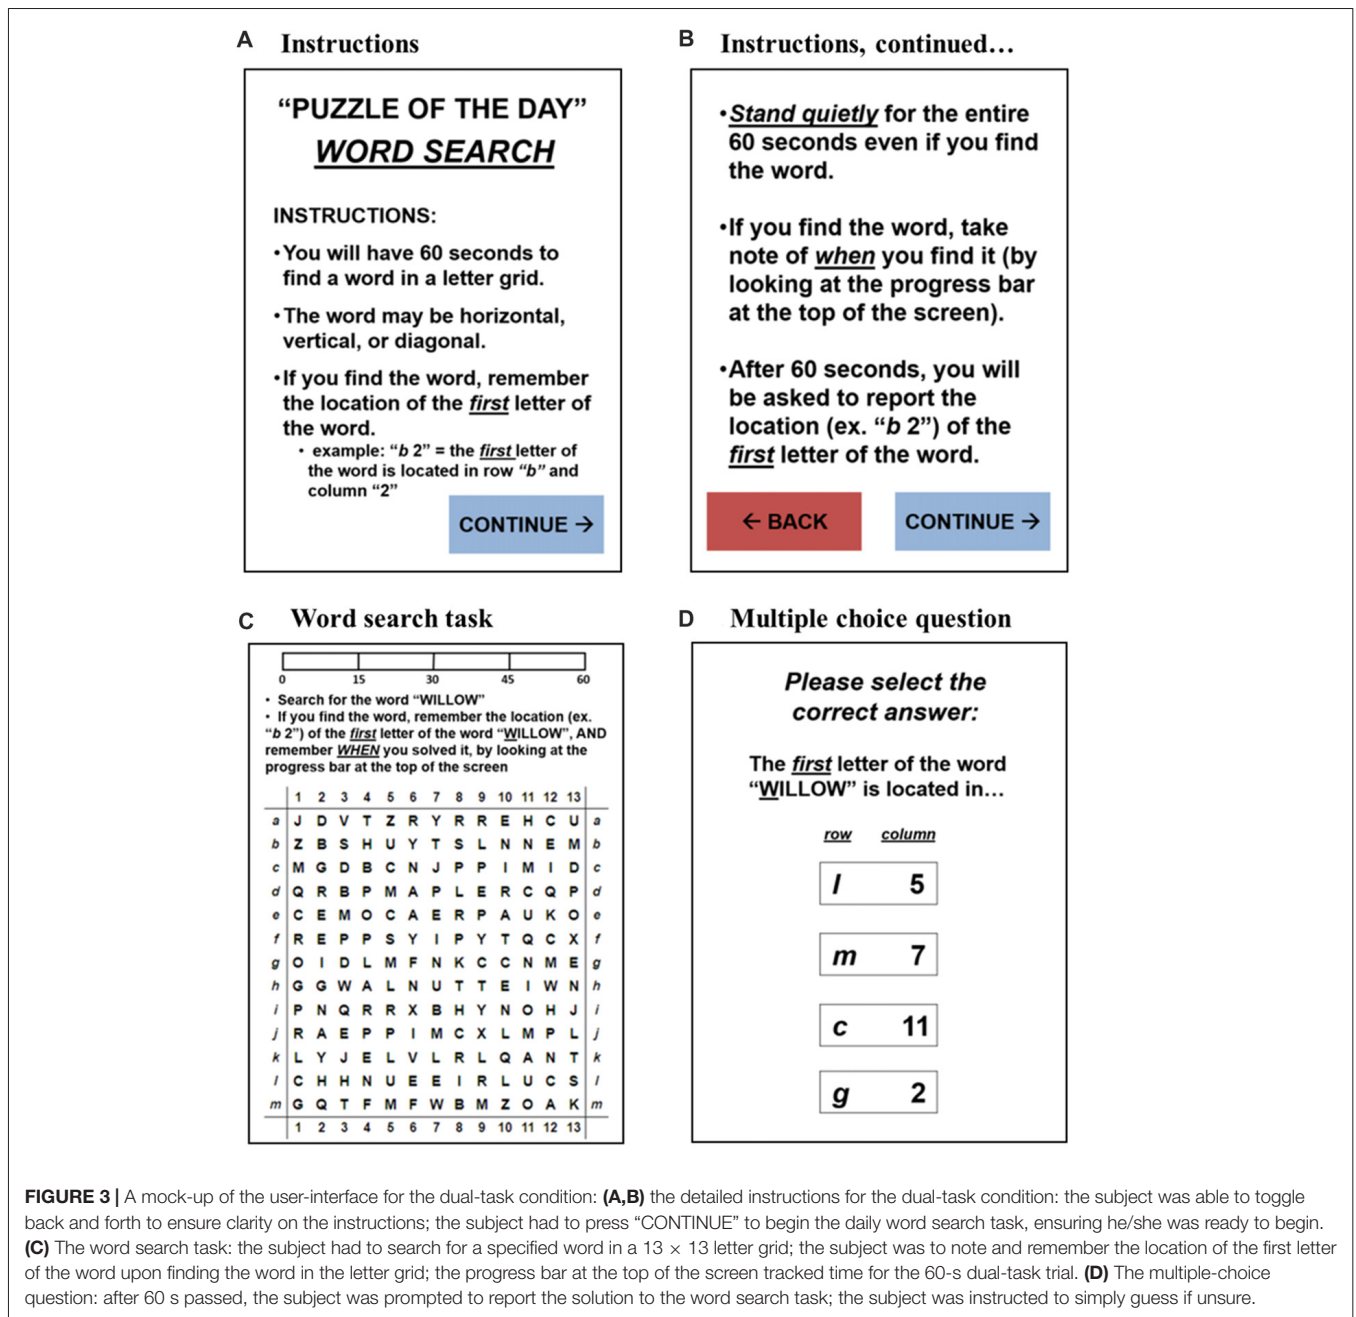 A Instructions
“PUZZLE OF THE DAY”
WORD SEARCH
INSTRUCTIONS:
•You will have 60 seconds to
find a word in a letter grid.
•The word may be horizontal,
vertical, or diagonal.
•If you find the word, remember
the location of the first letter of
the word.
• example: “b 2” = the first letter of
the word is located in row “b” and
column “2”
CONTINUE →
B Instructions, continued…
•Stand quietly for the entire
60 seconds even if you find
the word.
•If you find the word, take
note of when you find it (by
looking at the progress bar
at the top of the screen).
•After 60 seconds, you will
be asked to report the
location (ex. “b 2”) of the
first letter of the word.
← BACK
CONTINUE →
C Word search task
0 15 30 45 60
• Search for the word “WILLOW”
• If you find the word, remember the location (ex.
“b 2”) of the first letter of the word “WILLOW”, AND
remember WHEN you solved it, by looking at the
progress bar at the top of the screen
1 2 3 4 5 6 7 8 9 10 11 12 13
a J D V T Z R Y R R E H C U a
b Z B S H U Y T S L N N E M b
c M G D B C N J P P I M I D c
d Q R B P M A P L E R C Q P d
e C E M O C A E R P A U K O e
f R E P P S Y I P Y T Q C X f
g O I D L M F N K C C N M E g
h G G W A L N U T T E I W N h
i P N Q R R X B H Y N O H J i
j R A E P P I M C X L M P L j
k L Y J E L V L R L Q A N T k
l C H H N U E E I R L U C S l
m G Q T F M F W B M Z O A K m
1 2 3 4 5 6 7 8 9 10 11 12 13
D Multiple choice question
Please select the
correct answer:
The first letter of the word
“WILLOW” is located in…
row column
l 5
m 7
c 11
g 2
FIGURE 3 | A mock-up of the user-interface for the dual-task condition: (A,B) the detailed instructions for the dual-task condition: the subject was able to toggle
back and forth to ensure clarity on the instructions; the subject had to press “CONTINUE” to begin the daily word search task, ensuring he/she was ready to begin.
(C) The word search task: the subject had to search for a specified word in a 13 × 13 letter grid; the subject was to note and remember the location of the first letter
of the word upon finding the word in the letter grid; the progress bar at the top of the screen tracked time for the 60-s dual-task trial. (D) The multiple-choice
question: after 60 s passed, the subject was prompted to report the solution to the word search task; the subject was instructed to simply guess if unsure.